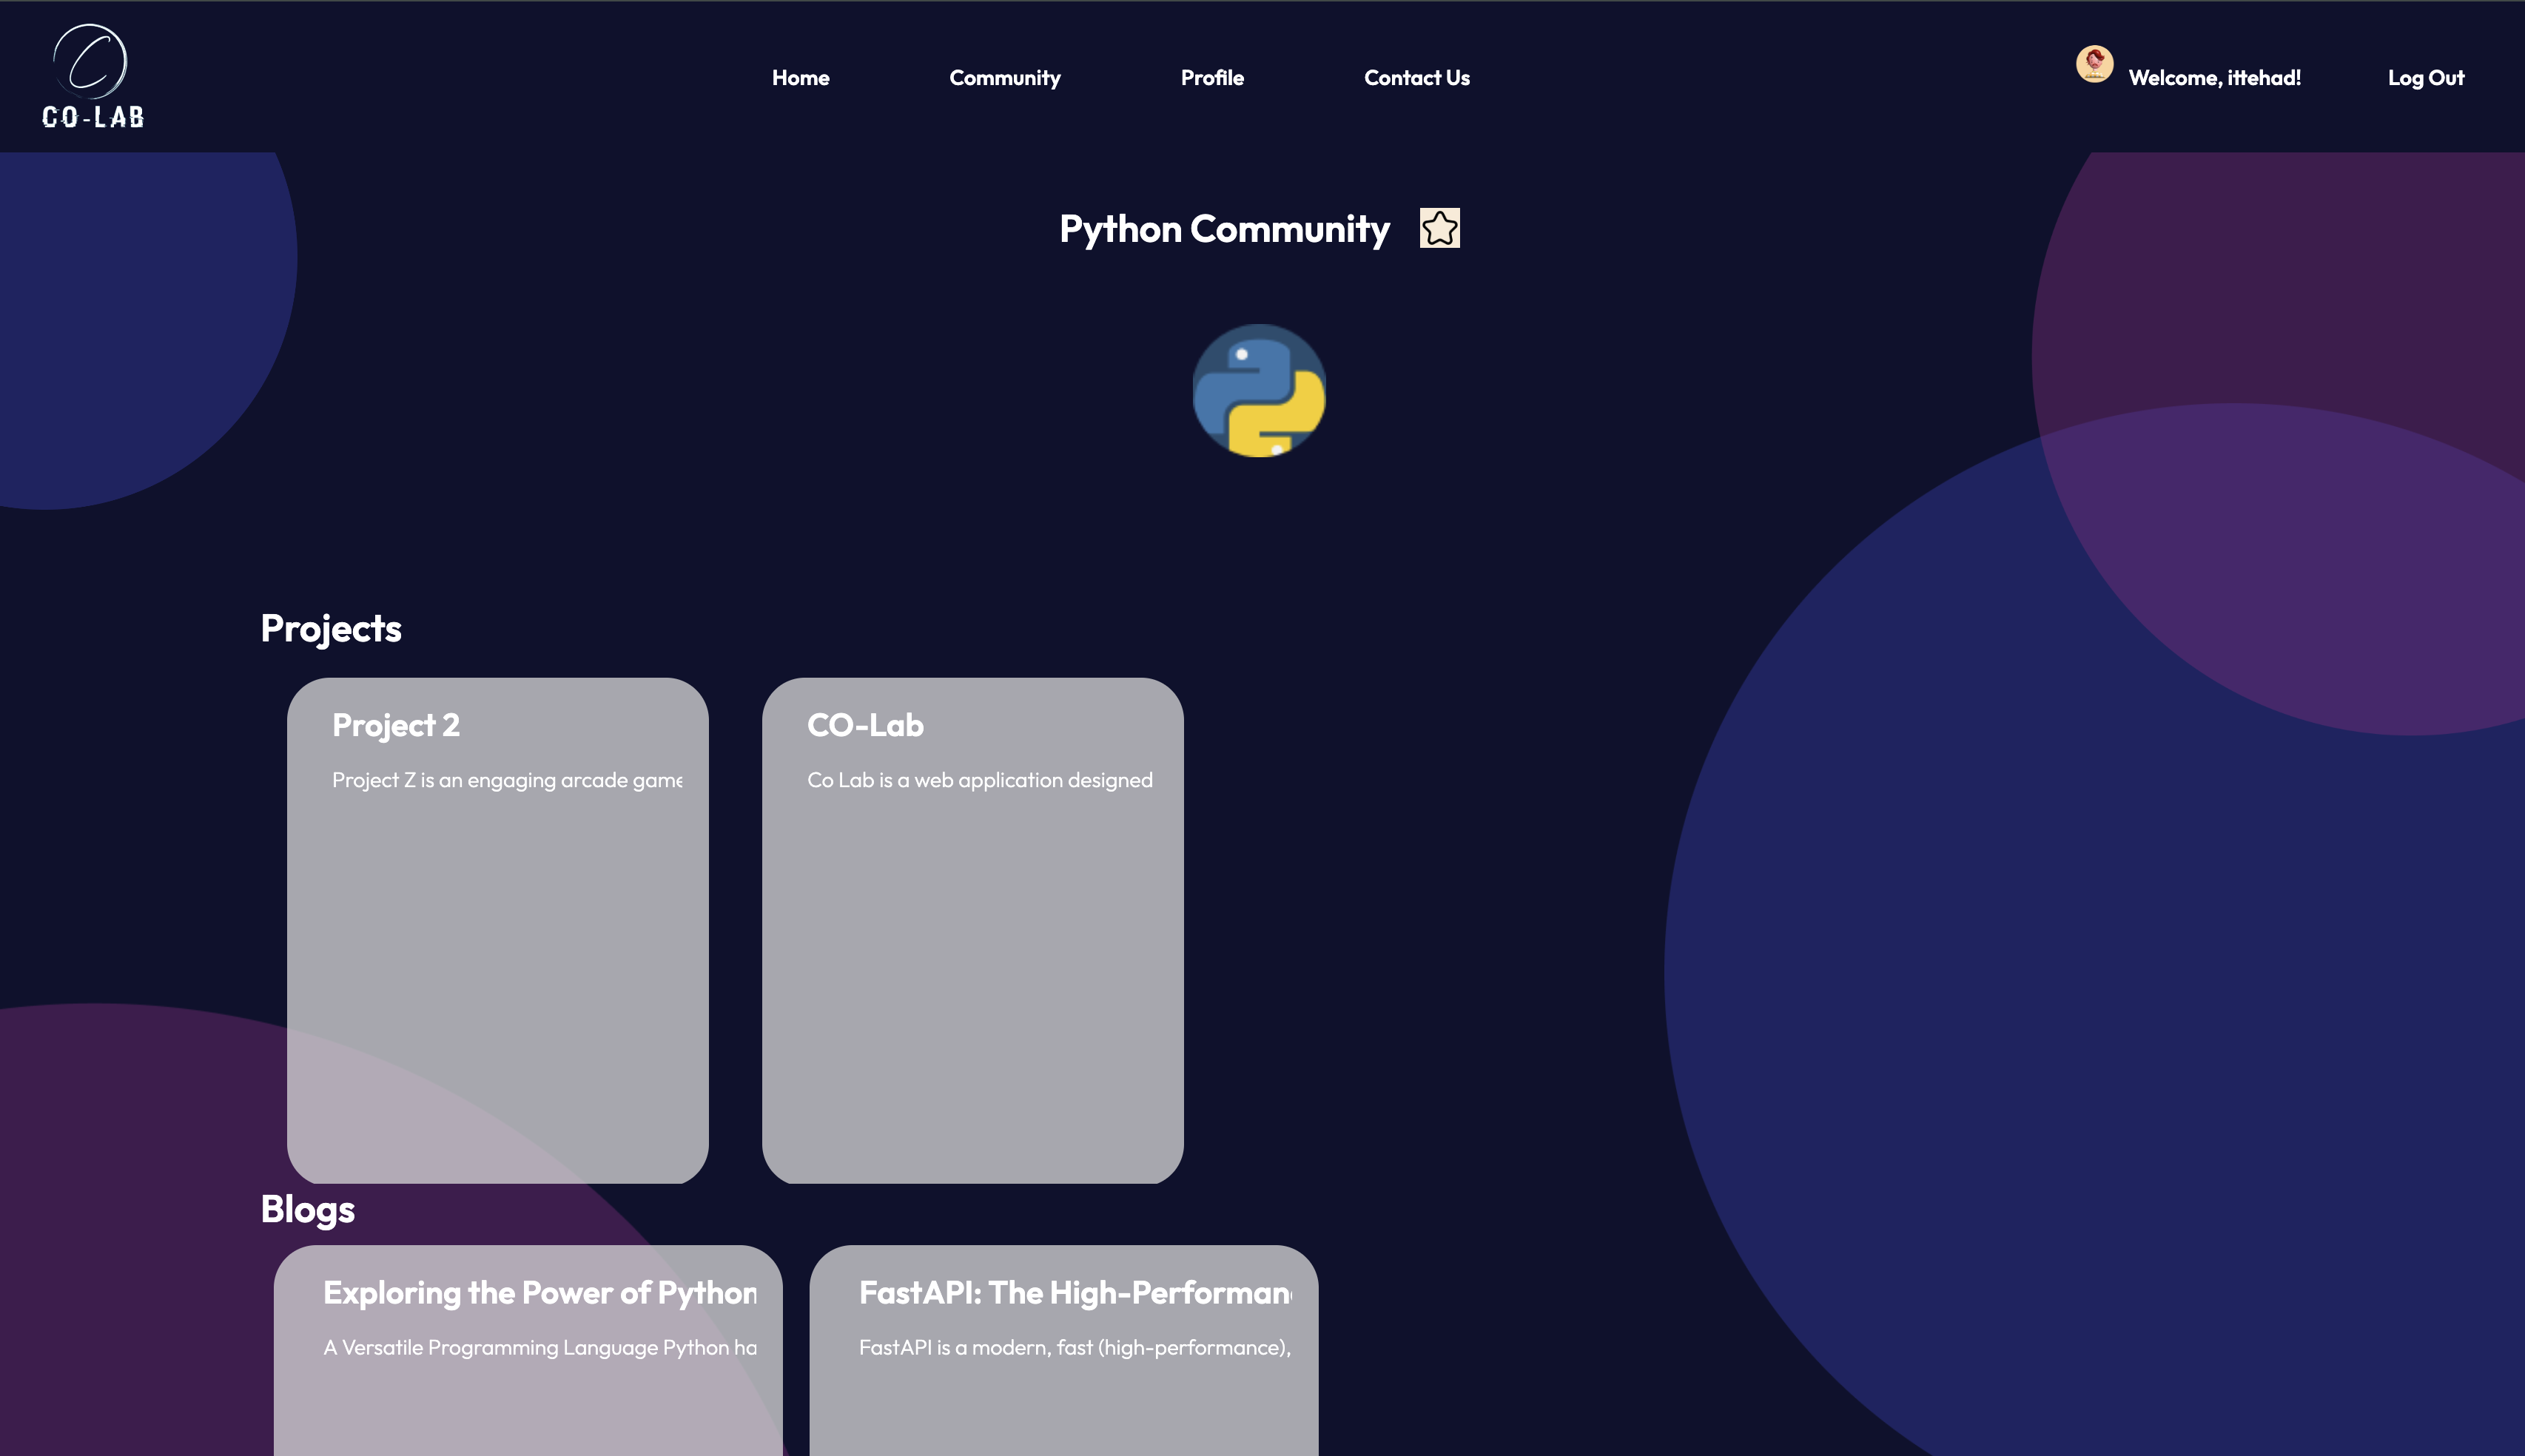 CO-LAB
Home
Community
Profile
Contact Us
Welcome, ittehad!
Log Out
Python Community
Projects
Project 2
Project Z is an engaging arcade game
CO-Lab
Co Lab is a web application designed
Blogs
Exploring the Power of Python
A Versatile Programming Language Python ha
FastAPI: The High-Performan
FastAPI is a modern, fast (high-performance),